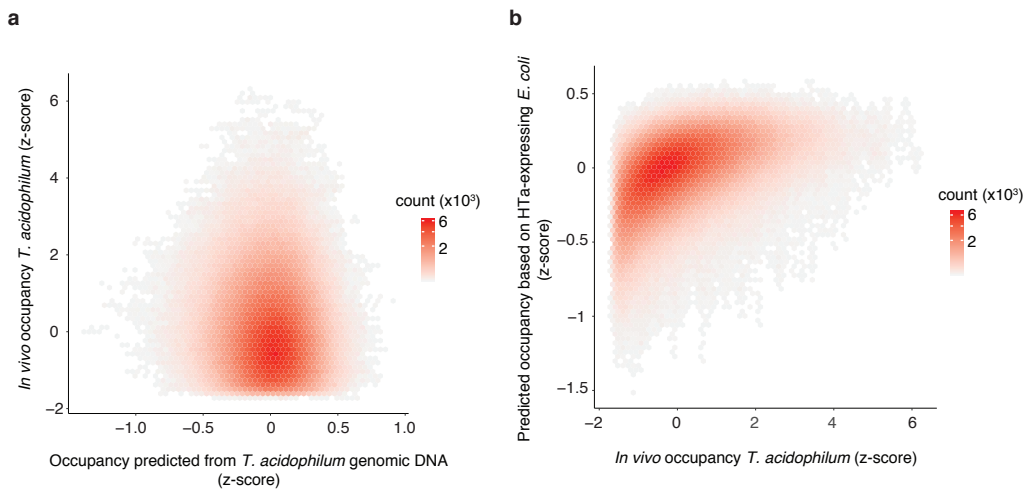 a
In vivo occupancy T. acidophilum (z-score)
6
4
2
0
−2
−1.0
−0.5
0
0.5
1.0
Occupancy predicted from T. acidophilum genomic DNA
(z-score)
count (x10³)
6
2
b
Predicted occupancy based on HTa-expressing E. coli
(z-score)
0.5
0
−0.5
−1
−1.5
−2
0
2
4
6
In vivo occupancy T. acidophilum (z-score)
count (x10³)
6
2